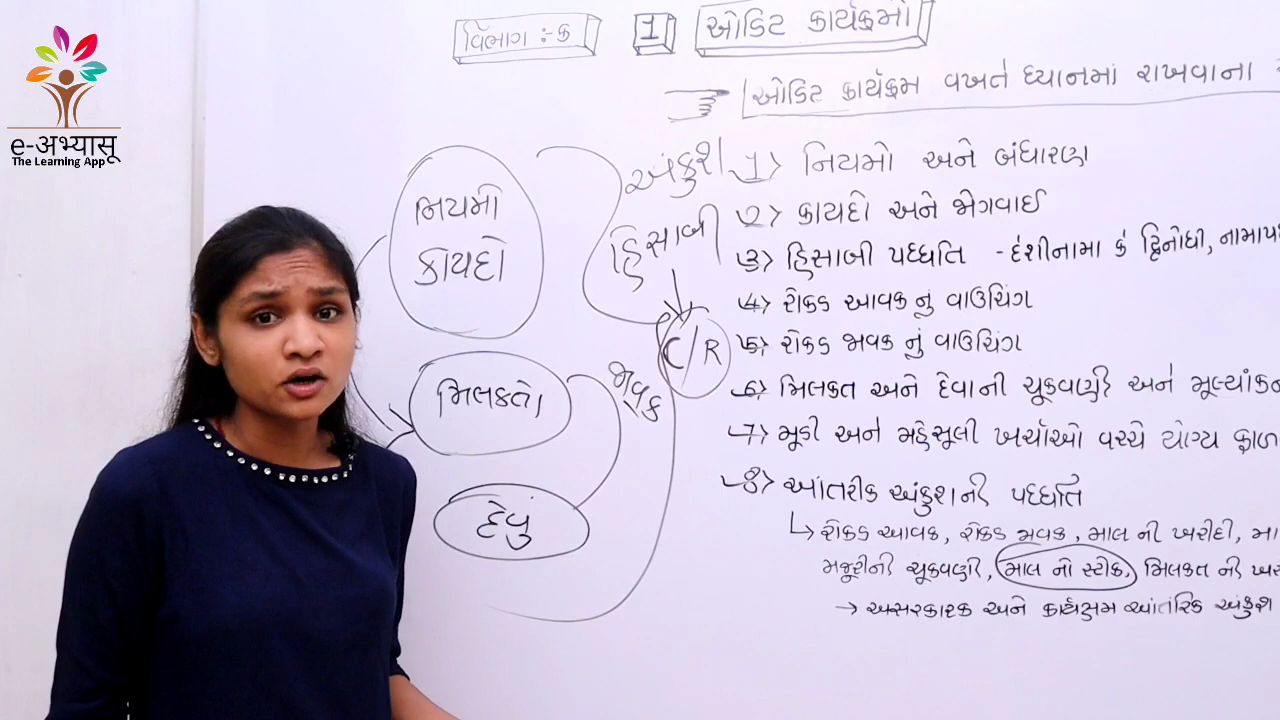 e-अभ्यासू
The Learning App
વિભાગ :- ક
1
ઓડિટ કાર્યક્રમો
ઓડિટ કાર્યક્રમ વખતે ધ્યાનમાં રાખવાના
નિયમો
કાયદો
મિલકતો
દેવું
અંકુશ
હિસાબી
C/R
જાવક
1> નિયમો અને બંધારણ
2> કાયદો અને જોગવાઈ
3> હિસાબી પદ્ધતિ - દેશીનામા કે દ્વિનોંધી,
4> રોકડ આવક નું વાઉચિંગ
5> રોકડ જાવક નું વાઉચિંગ
6> મિલકત અને દેવાની ચૂકવણી અને મૂલ્યાંકન
7> મૂડી અને મહેસૂલી ખર્ચાઓ વચ્ચે યોગ્ય
8> આંતરીક અંકુશની પદ્ધતિ
રોકડ આવક, રોકડ જાવક, માલ ની ખરીદી,
મજૂરીની ચૂકવણી, માલ નો સ્ટોક, મિલકત ની
→ અસરકારક અને કાર્યક્ષમ આંતરિક અંકુશ